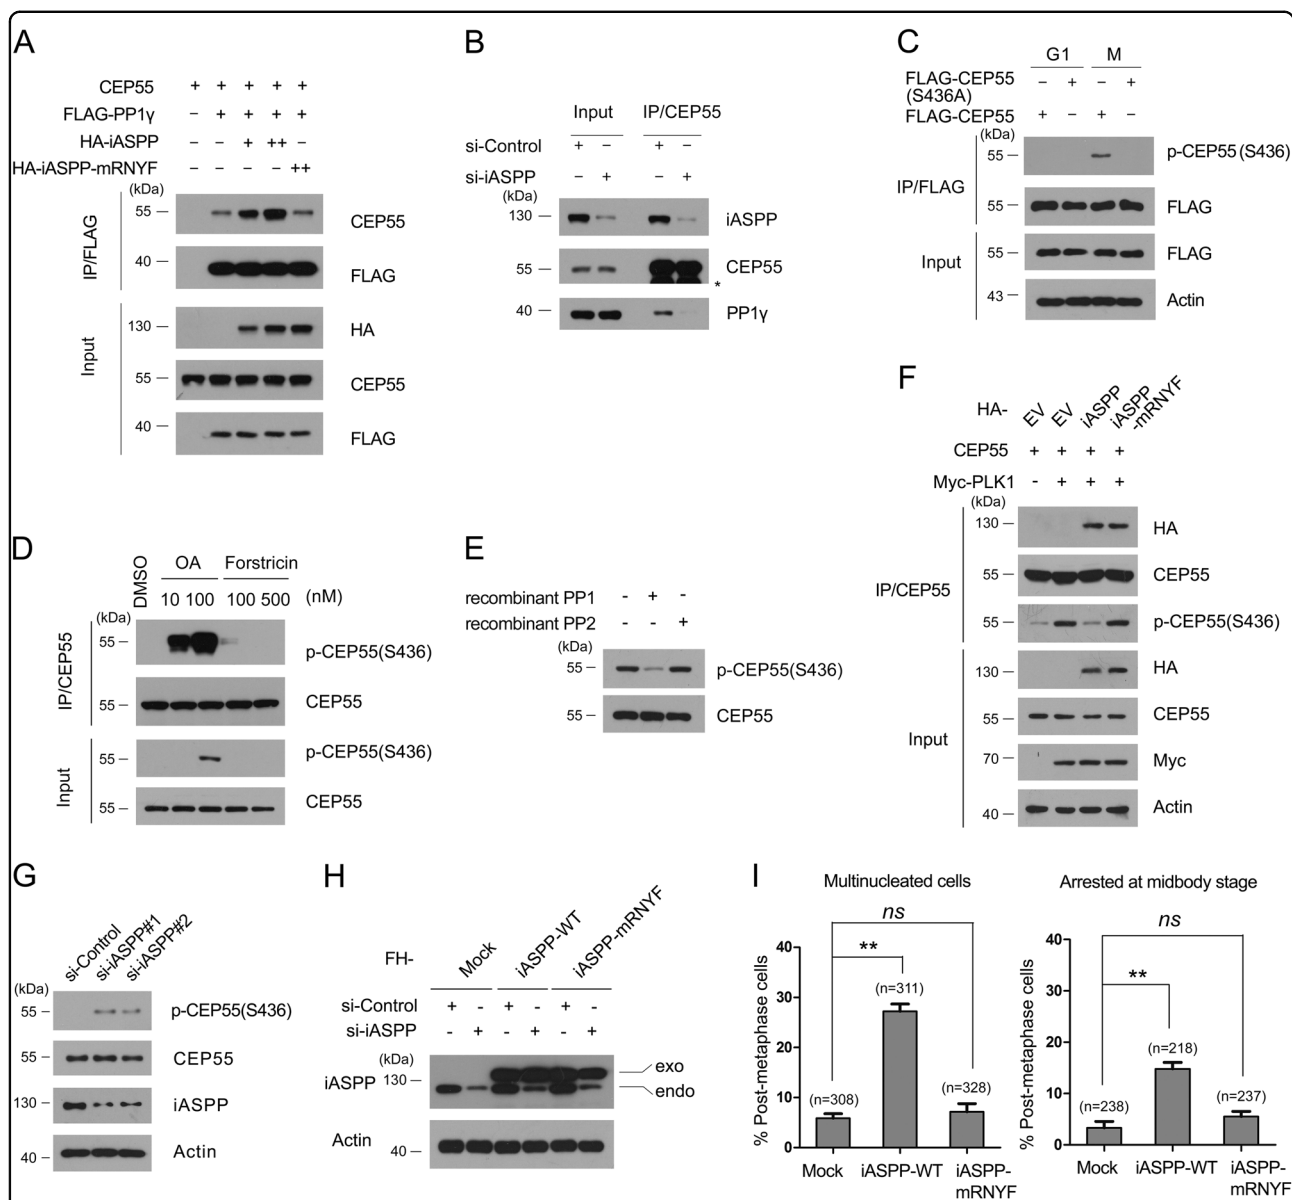 A
CEP55 + + + + +
FLAG-PP1γ – + + + +
HA-iASPP – – + ++ –
HA-iASPP-mRNYF – – – – ++
(kDa)
IP/FLAG
55 – CEP55
40 – FLAG
Input
130 – HA
55 – CEP55
40 – FLAG
B
Input IP/CEP55
si-Control + – + –
si-iASPP – + – +
(kDa)
130 – iASPP
55 – CEP55
*
40 – PP1γ
C
G1 M
FLAG-CEP55 (S436A) – + – +
FLAG-CEP55 + – + –
(kDa)
IP/FLAG
55 – p-CEP55(S436)
55 – FLAG
Input
55 – FLAG
43 – Actin
D
DMSO OA Forstricin
10 100 100 500 (nM)
(kDa)
IP/CEP55
55 – p-CEP55(S436)
55 – CEP55
Input
55 – p-CEP55(S436)
55 – CEP55
E
recombinant PP1 - + -
recombinant PP2 - - +
(kDa)
55 – p-CEP55(S436)
55 – CEP55
F
HA- EV EV iASPP iASPP-mRNYF
CEP55 + + + +
Myc-PLK1 - + + +
(kDa)
IP/CEP55
130 – HA
55 – CEP55
55 – p-CEP55(S436)
Input
130 – HA
55 – CEP55
70 – Myc
40 – Actin
G
si-Control si-iASPP#1 si-iASPP#2
(kDa)
55 – p-CEP55(S436)
55 – CEP55
130 – iASPP
40 – Actin
H
FH- Mock iASPP-WT iASPP-mRNYF
si-Control + - + - + -
si-iASPP - + - + - +
(kDa)
iASPP 130 – exo
endo
Actin 40 –
I
Multinucleated cells
ns
**
% Post-metaphase cells
40
30
20
10
0
(n=308)
(n=311)
(n=328)
Mock iASPP-WT iASPP-
mRNYF
Arrested at midbody stage
ns
**
% Post-metaphase cells
40
30
20
10
0
(n=238)
(n=218)
(n=237)
Mock iASPP-WT iASPP-
mRNYF